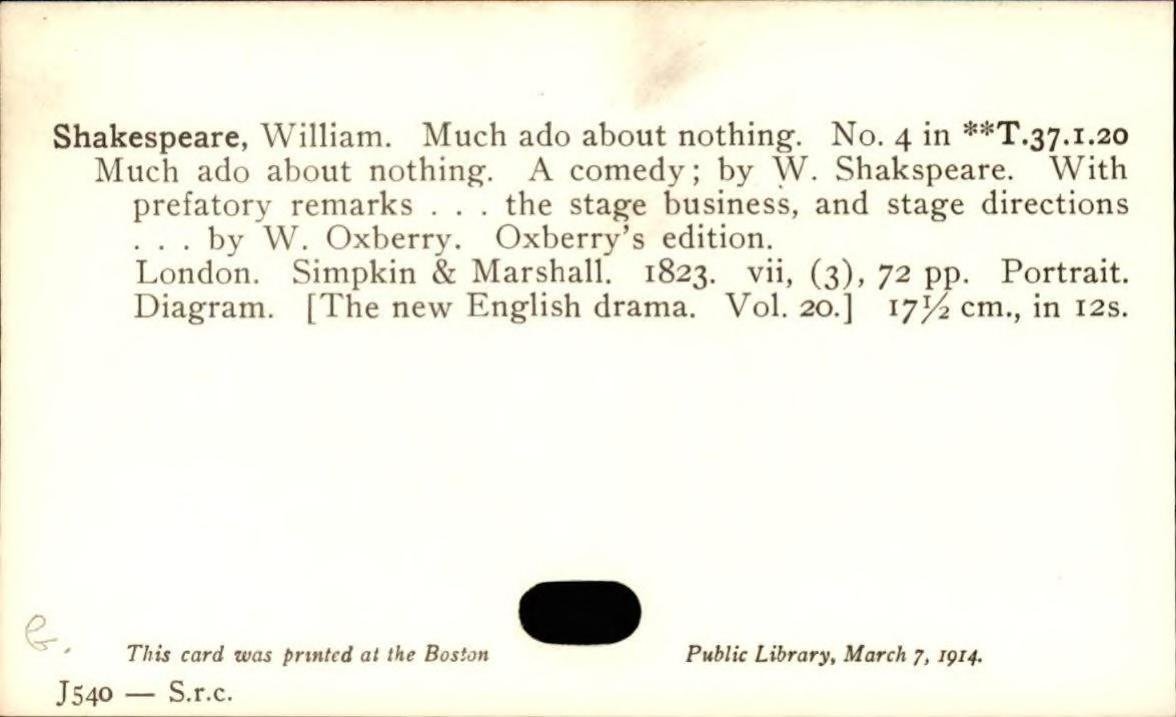 Shakespeare, William. Much ado about nothing. No. 4 in **T.37.1.20
Much ado about nothing. A comedy; by W. Shakspeare. With
prefatory remarks . . . the stage business, and stage directions
. . . by W. Oxberry. Oxberry's edition.
London. Simpkin & Marshall. 1823. vii, (3), 72 pp. Portrait.
Diagram. [The new English drama. Vol. 20.] 17½ cm., in 12s.
This card was printed at the Boston Public Library, March 7, 1914.
J540 — S.r.c.